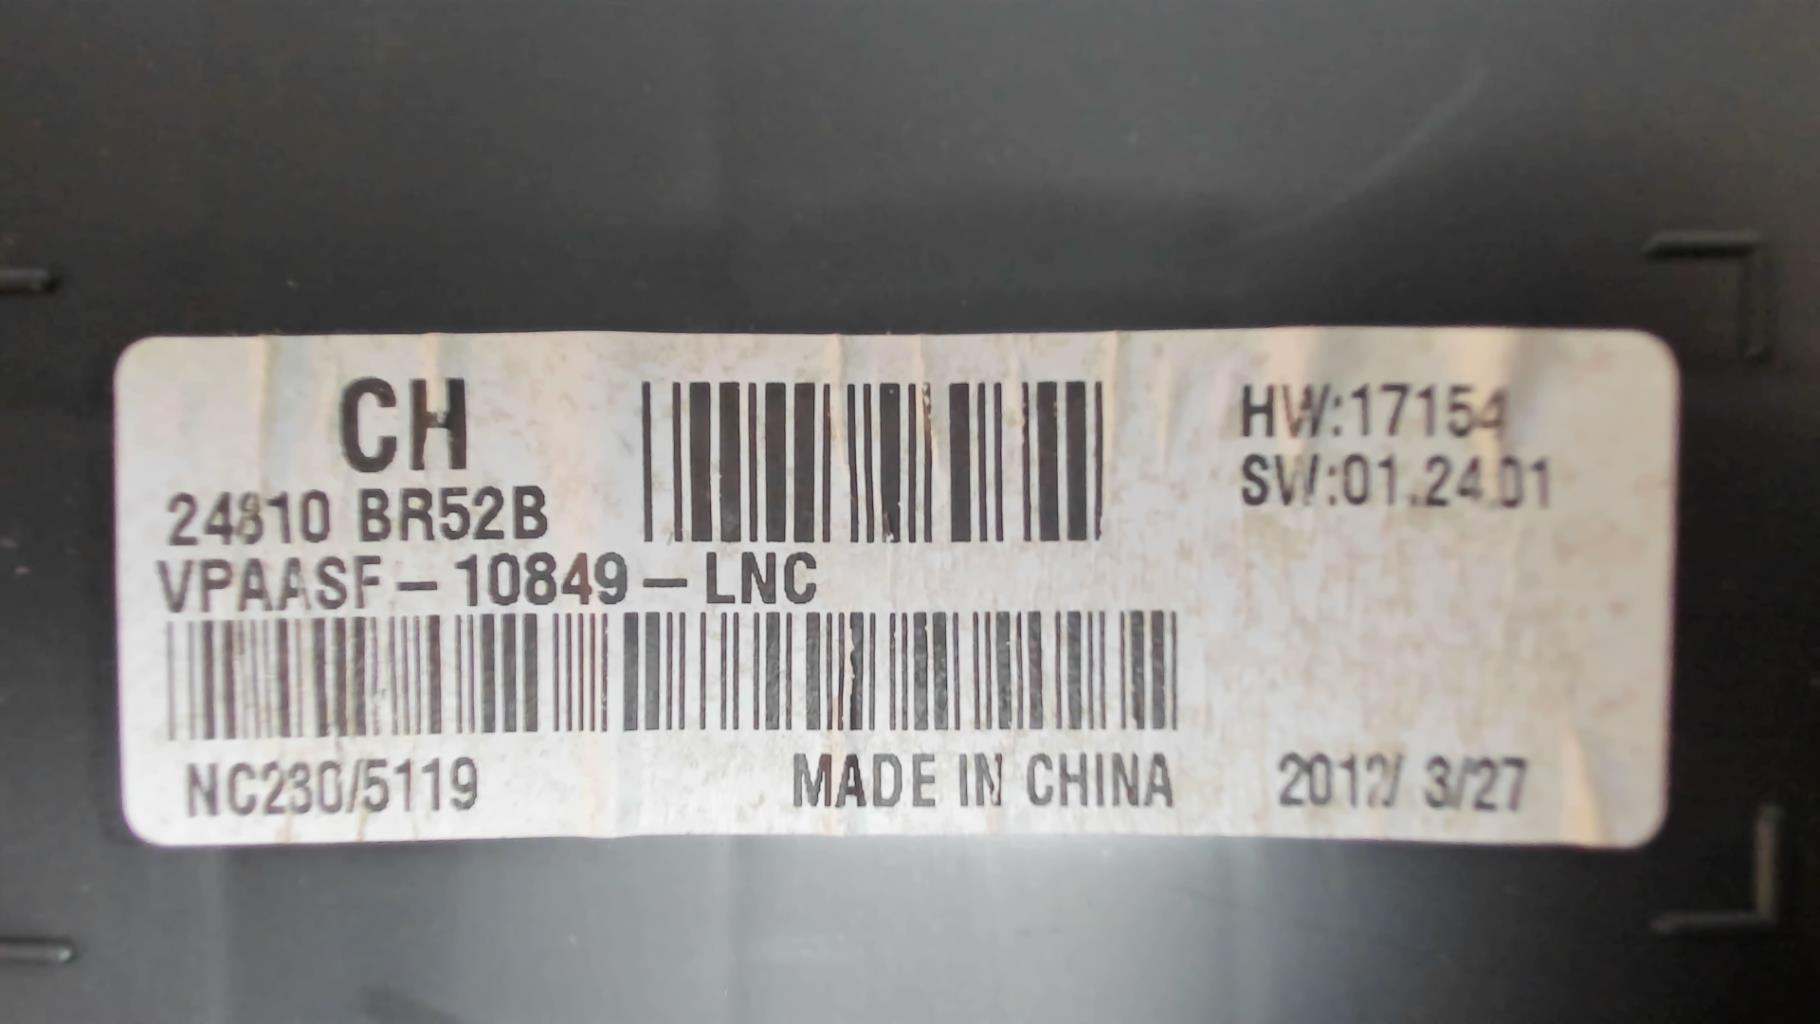 CH
24810 BR52B
VPAASF-10849-LNC
HW:17154
SW:01.24.01
NC230/5119
MADE IN CHINA
2012/ 3/27